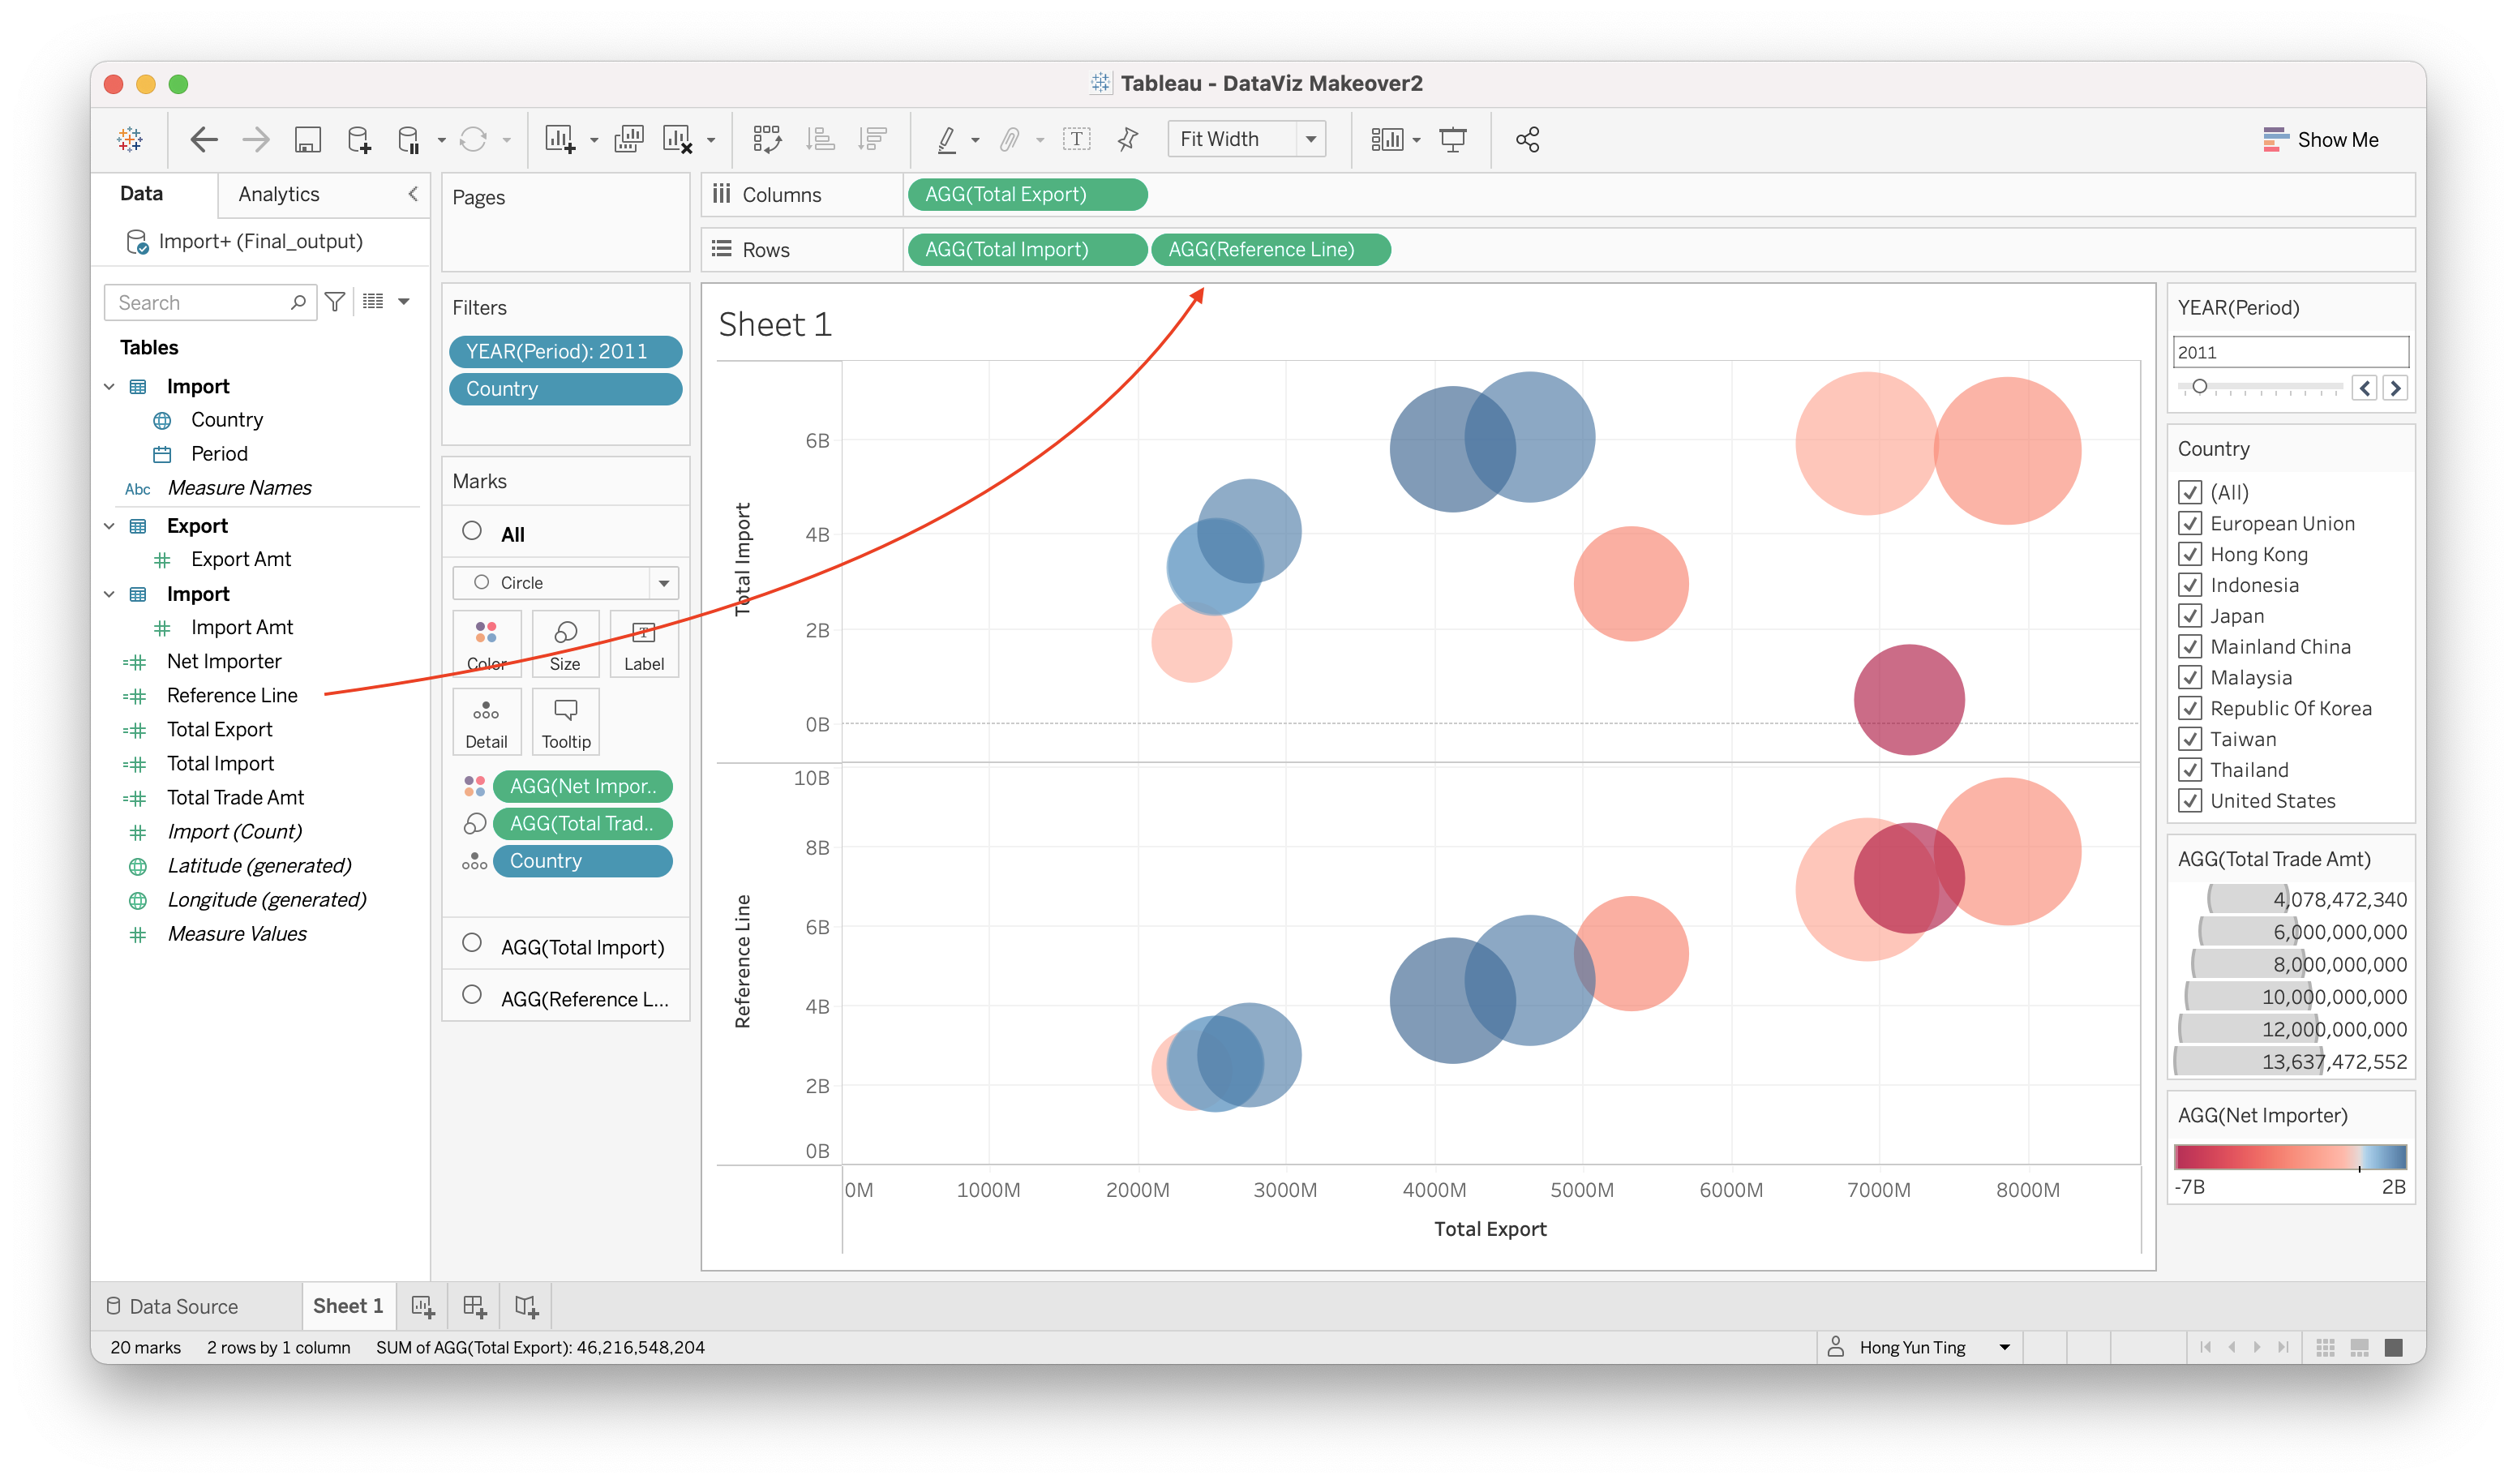 Tableau - DataViz Makeover2
Fit Width
Show Me
Data
Analytics
Import+ (Final_output)
Search
Tables
Import
Country
Period
Abc Measure Names
Export
Export Amt
Import
Import Amt
Net Importer
Reference Line
Total Export
Total Import
Total Trade Amt
Import (Count)
Latitude (generated)
Longitude (generated)
Measure Values
Pages
Filters
YEAR(Period): 2011
Country
Marks
All
Circle
Color
Size
Label
Detail
Tooltip
AGG(Net Impor..
AGG(Total Trad..
Country
AGG(Total Import)
AGG(Reference L...
Columns
AGG(Total Export)
Rows
AGG(Total Import)
AGG(Reference Line)
Sheet 1
Total Import
6B
4B
2B
0B
Reference Line
10B
8B
6B
4B
2B
0B
0M
1000M
2000M
3000M
4000M
5000M
6000M
7000M
8000M
Total Export
YEAR(Period)
2011
Country
(All)
European Union
Hong Kong
Indonesia
Japan
Mainland China
Malaysia
Republic Of Korea
Taiwan
Thailand
United States
AGG(Total Trade Amt)
4,078,472,340
6,000,000,000
8,000,000,000
10,000,000,000
12,000,000,000
13,637,472,552
AGG(Net Importer)
-7B
2B
Data Source
Sheet 1
20 marks
2 rows by 1 column
SUM of AGG(Total Export): 46,216,548,204
Hong Yun Ting